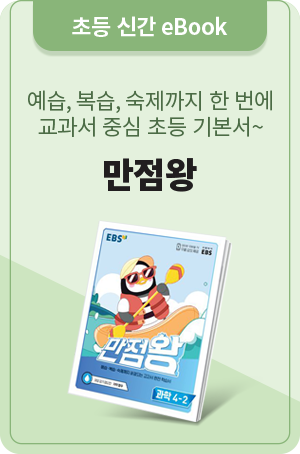 초등 신간 eBook
예습, 복습, 숙제까지 한 번에
교과서 중심 초등 기본서~
만점왕
EBS
EBS
만점왕
과학 4-2